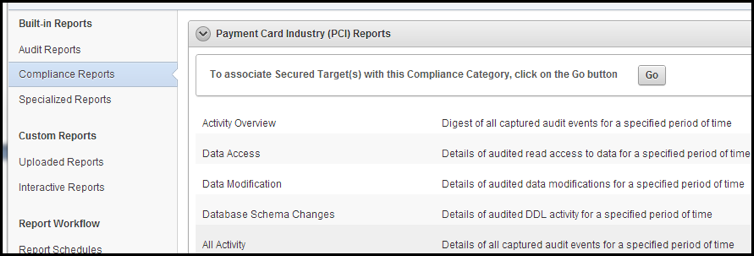 Built-in Reports
Audit Reports
Compliance Reports
Specialized Reports
Custom Reports
Uploaded Reports
Interactive Reports
Report Workflow
Report Schedules
Payment Card Industry (PCI) Reports
To associate Secured Target(s) with this Compliance Category, click on the Go button Go
Activity Overview Digest of all captured audit events for a specified period of time
Data Access Details of audited read access to data for a specified period of time
Data Modification Details of audited data modifications for a specified period of time
Database Schema Changes Details of audited DDL activity for a specified period of time
All Activity Details of all captured audit events for a specified period of time